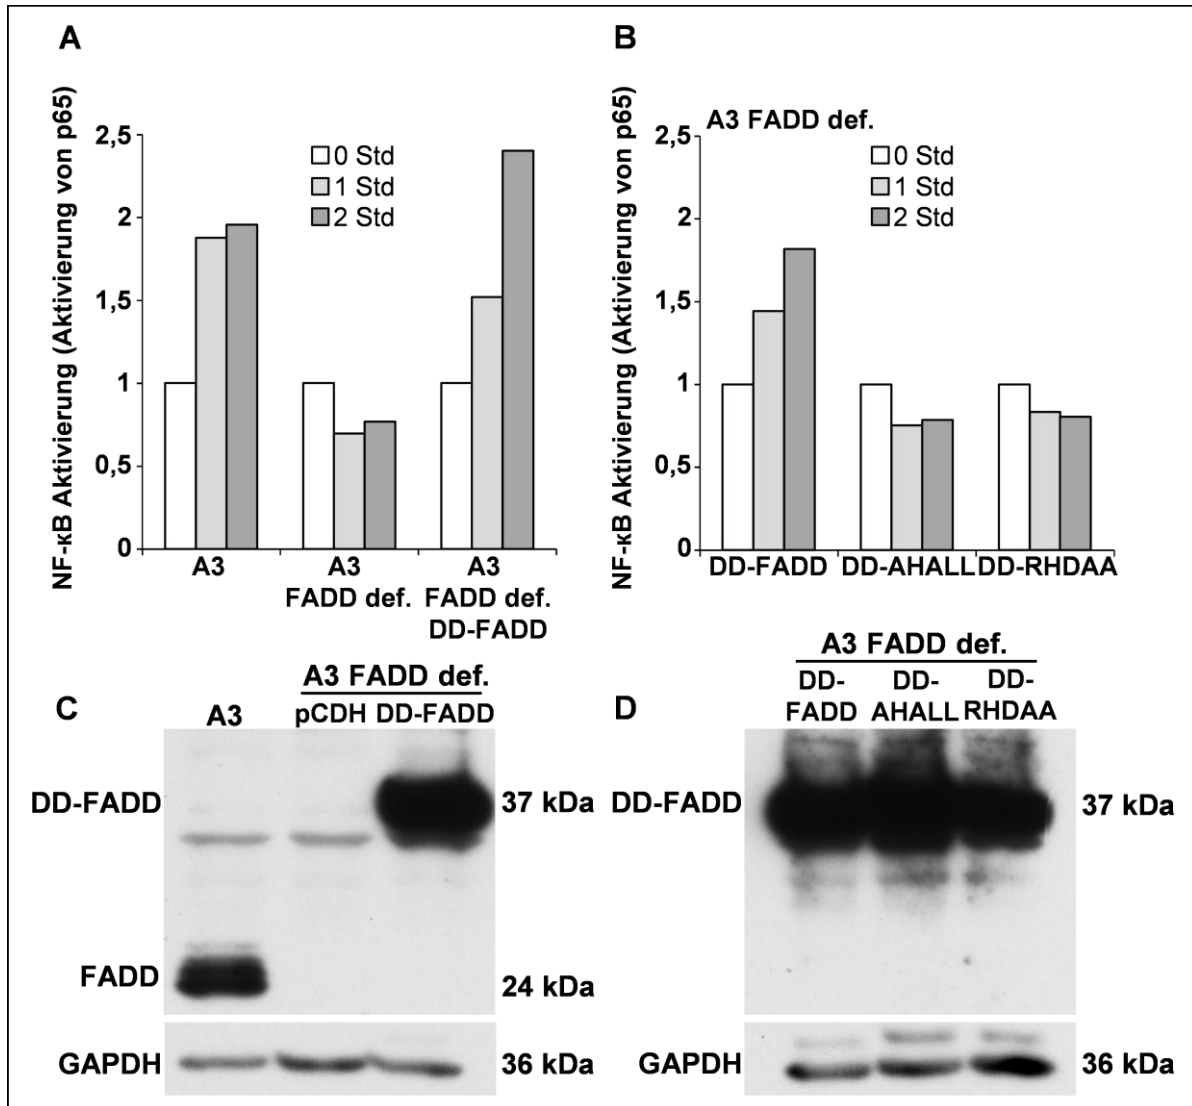 A
NF-κB Aktivierung (Aktivierung von p65)
2,5
2
1,5
1
0,5
0
0 Std
1 Std
2 Std
A3
A3
FADD def.
A3
FADD def.
DD-FADD
B
NF-κB Aktivierung (Aktivierung von p65)
A3 FADD def.
2,5
2
1,5
1
0,5
0
0 Std
1 Std
2 Std
DD-FADD
DD-AHALL
DD-RHDAA
C
A3 FADD def.
A3
pCDH
DD-FADD
DD-FADD
37 kDa
FADD
24 kDa
GAPDH
36 kDa
D
A3 FADD def.
DD-
FADD
DD-
AHALL
DD-
RHDAA
DD-FADD
37 kDa
GAPDH
36 kDa